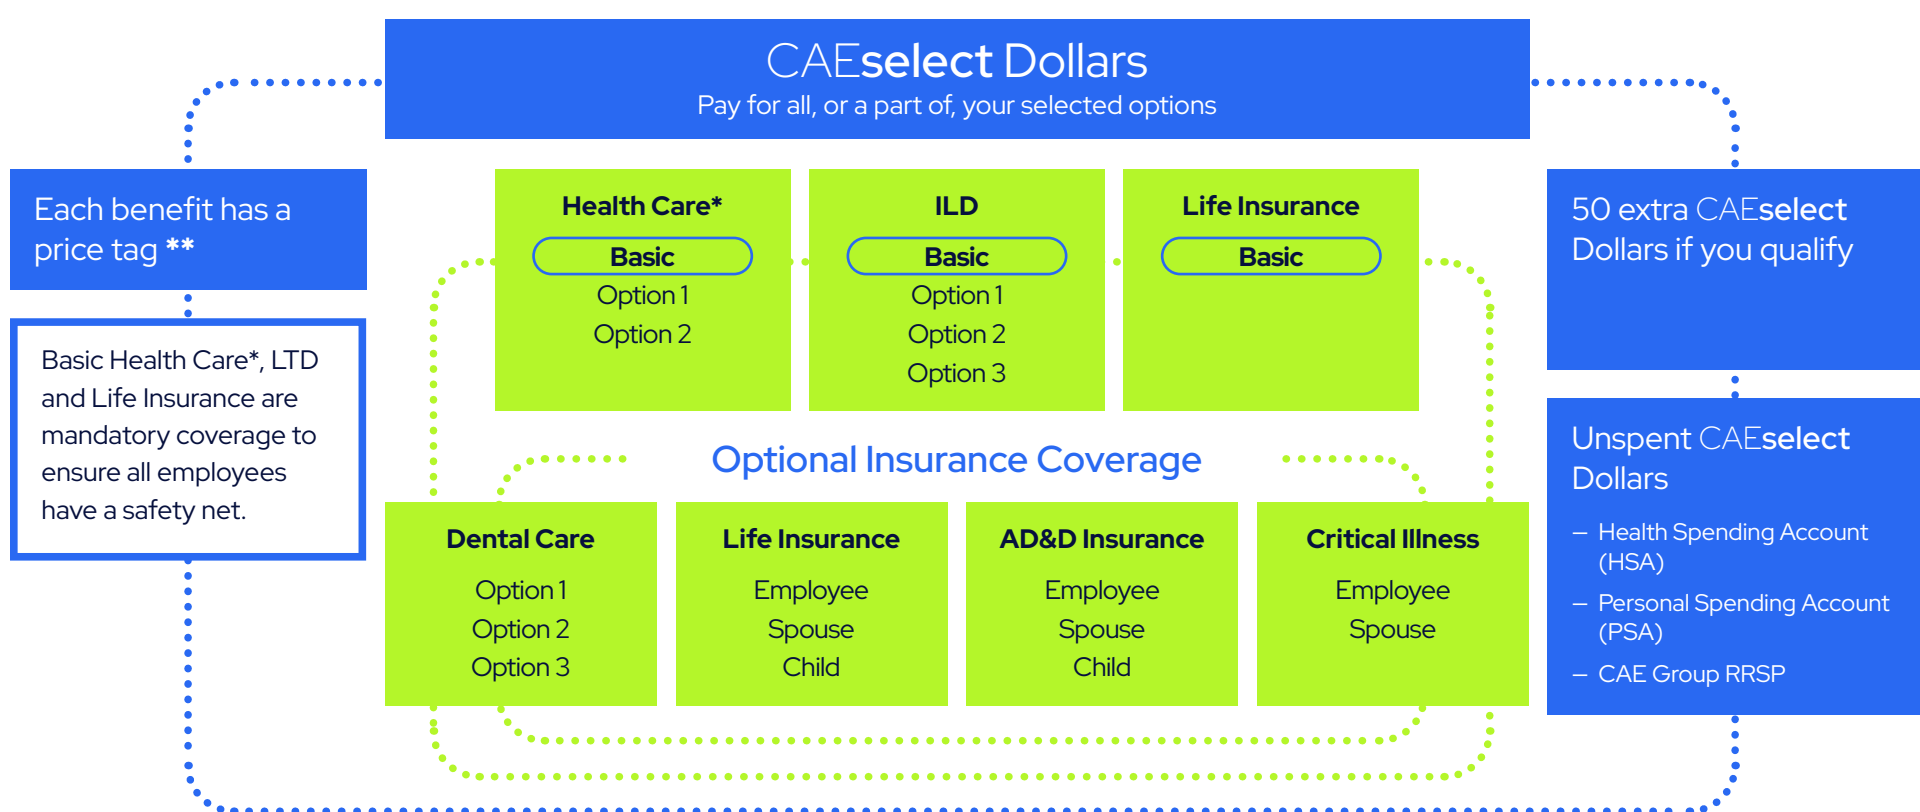 CAEselect Dollars
Pay for all, or a part of, your selected options
Each benefit has a
price tag **
Basic Health Care*, LTD
and Life Insurance are
mandatory coverage to
ensure all employees
have a safety net.
Health Care*
Basic
Option 1
Option 2
ILD
Basic
Option 1
Option 2
Option 3
Life Insurance
Basic
Optional Insurance Coverage
Dental Care
Option 1
Option 2
Option 3
Life Insurance
Employee
Spouse
Child
AD&D Insurance
Employee
Spouse
Child
Critical Illness
Employee
Spouse
50 extra CAEselect
Dollars if you qualify
Unspent CAEselect
Dollars
– Health Spending Account
(HSA)
– Personal Spending Account
(PSA)
– CAE Group RRSP